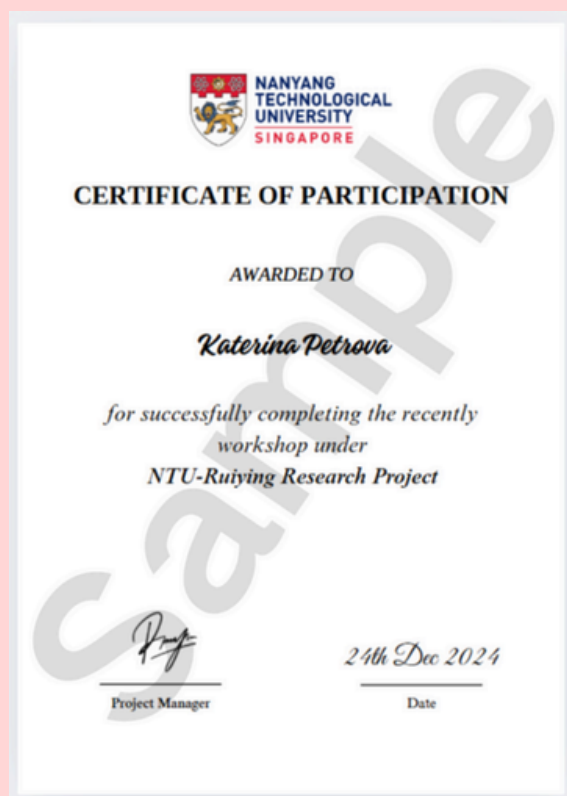 NANYANG
TECHNOLOGICAL
UNIVERSITY
SINGAPORE
CERTIFICATE OF PARTICIPATION
AWARDED TO
Katerina Petrova
for successfully completing the recently
workshop under
NTU-Ruiying Research Project
Sample
24th Dec 2024
Project Manager
Date